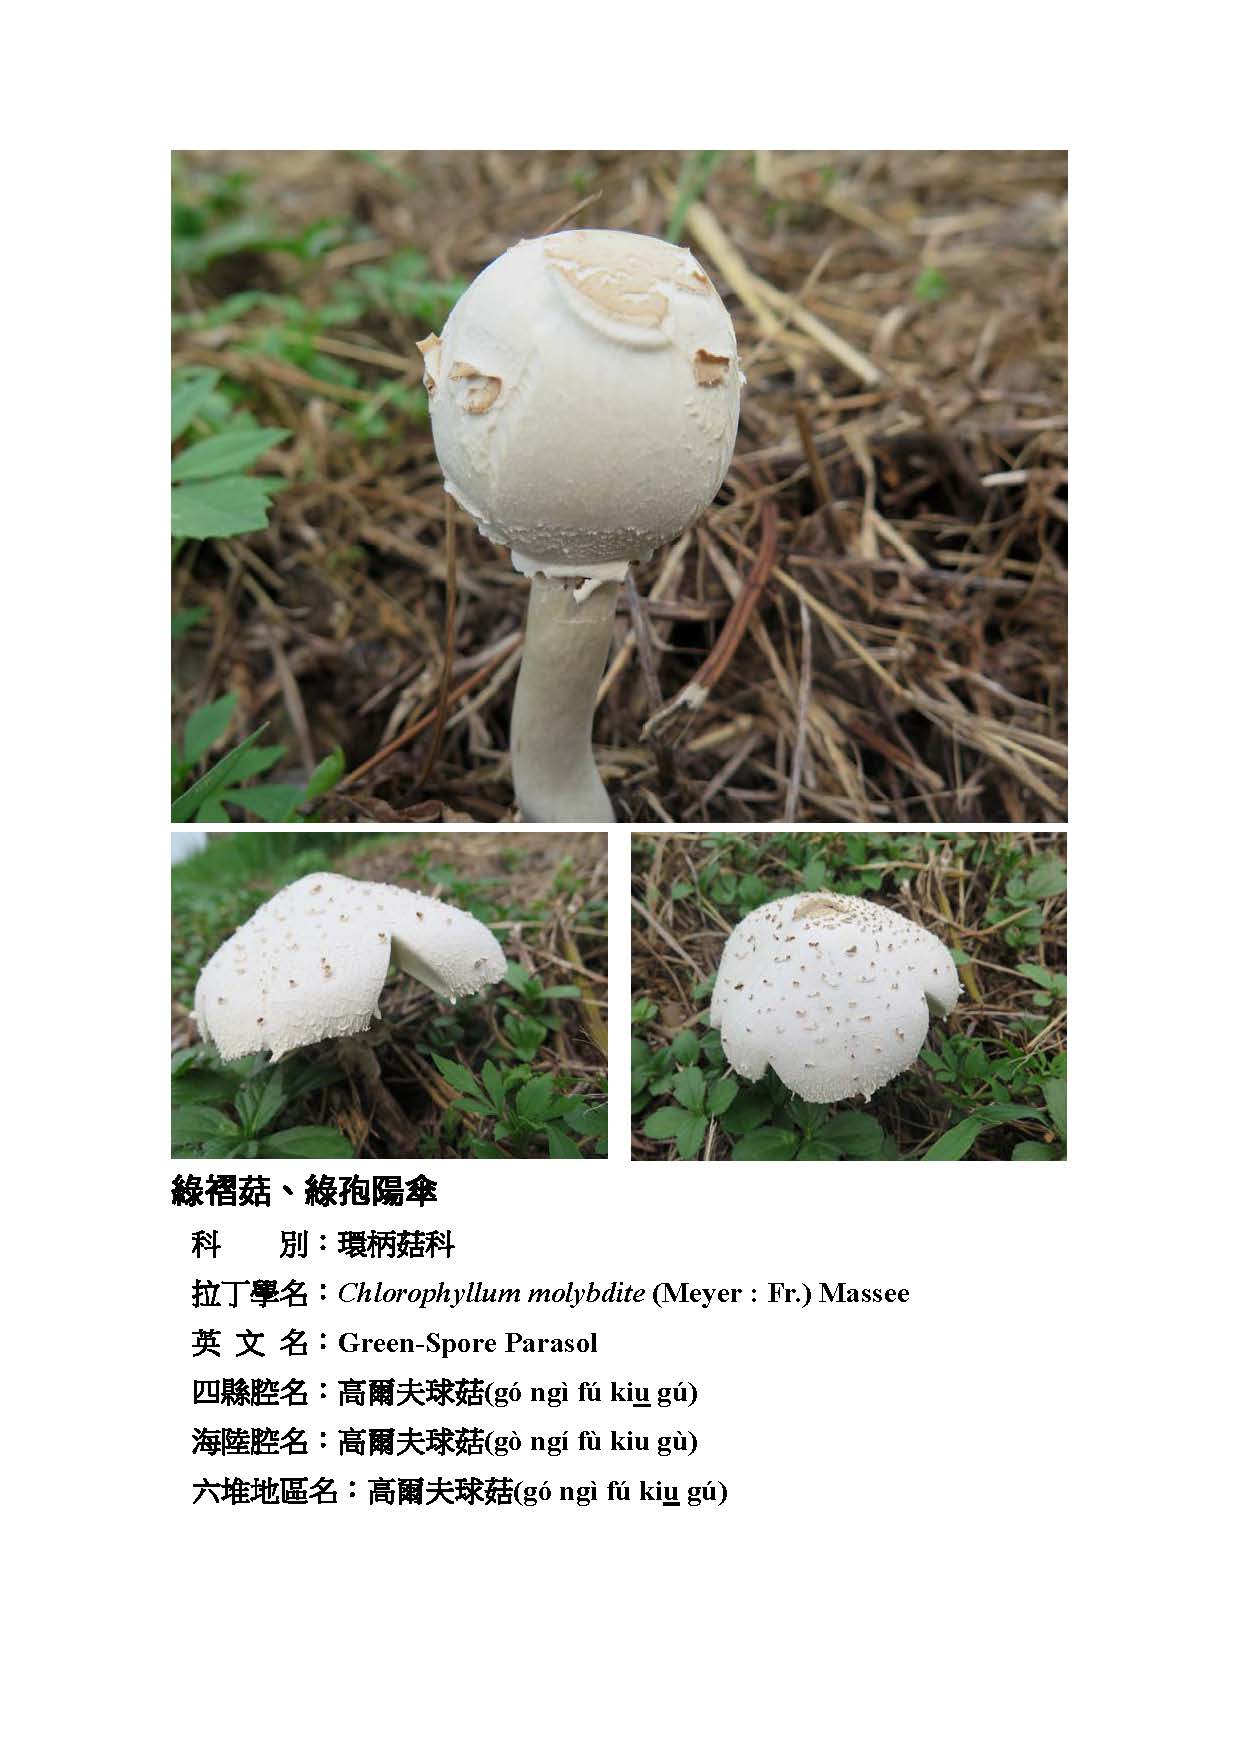 綠褶菇、綠孢陽傘
科　　別：環柄菇科
拉丁學名：Chlorophyllum molybdite (Meyer : Fr.) Massee
英 文 名：Green-Spore Parasol
四縣腔名：高爾夫球菇(gó ngì fú kiu gú)
海陸腔名：高爾夫球菇(gò ngí fù kiu gù)
六堆地區名：高爾夫球菇(gó ngì fú kiu gú)